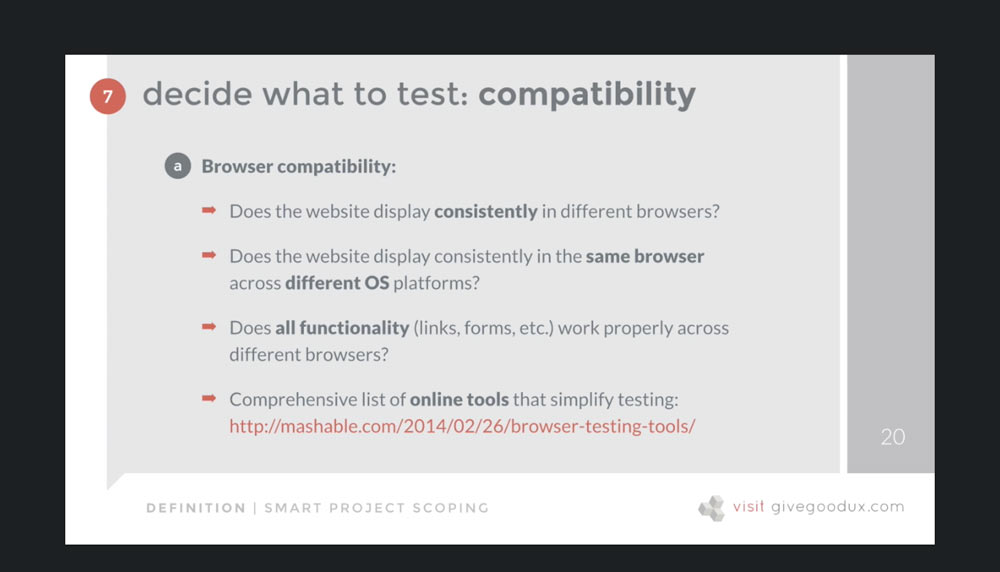 7 decide what to test: compatibility
a Browser compatibility:
Does the website display consistently in different browsers?
Does the website display consistently in the same browser
across different OS platforms?
Does all functionality (links, forms, etc.) work properly across
different browsers?
Comprehensive list of online tools that simplify testing:
http://mashable.com/2014/02/26/browser-testing-tools/
20
DEFINITION | SMART PROJECT SCOPING
visit givegoodux.com